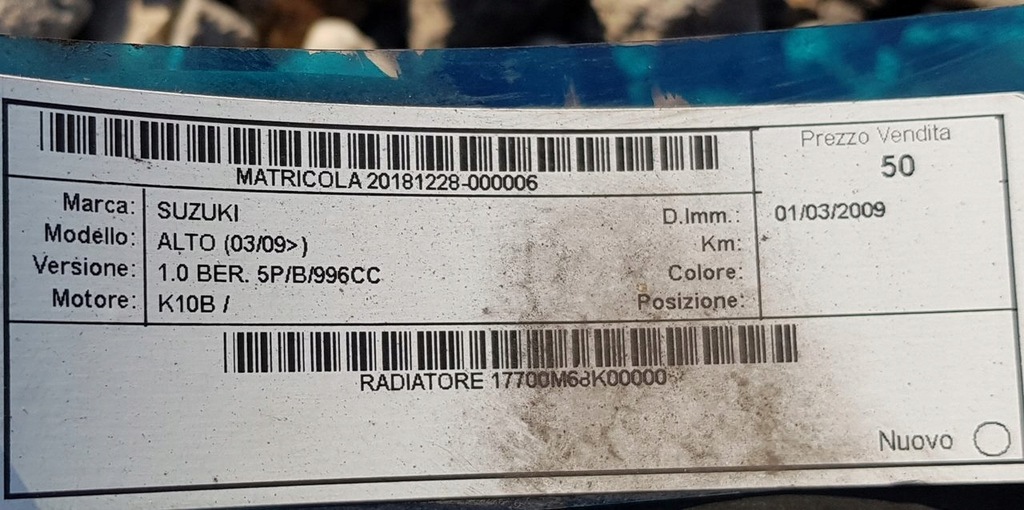 MATRICOLA 20181228-000006
Prezzo Vendita
50
Marca: SUZUKI
Modello: ALTO (03/09>)
Versione: 1.0 BER. 5P/B/996CC
Motore: K10B /
D.Imm.: 01/03/2009
Km:
Colore:
Posizione:
RADIATORE 17700M68K00000
Nuovo